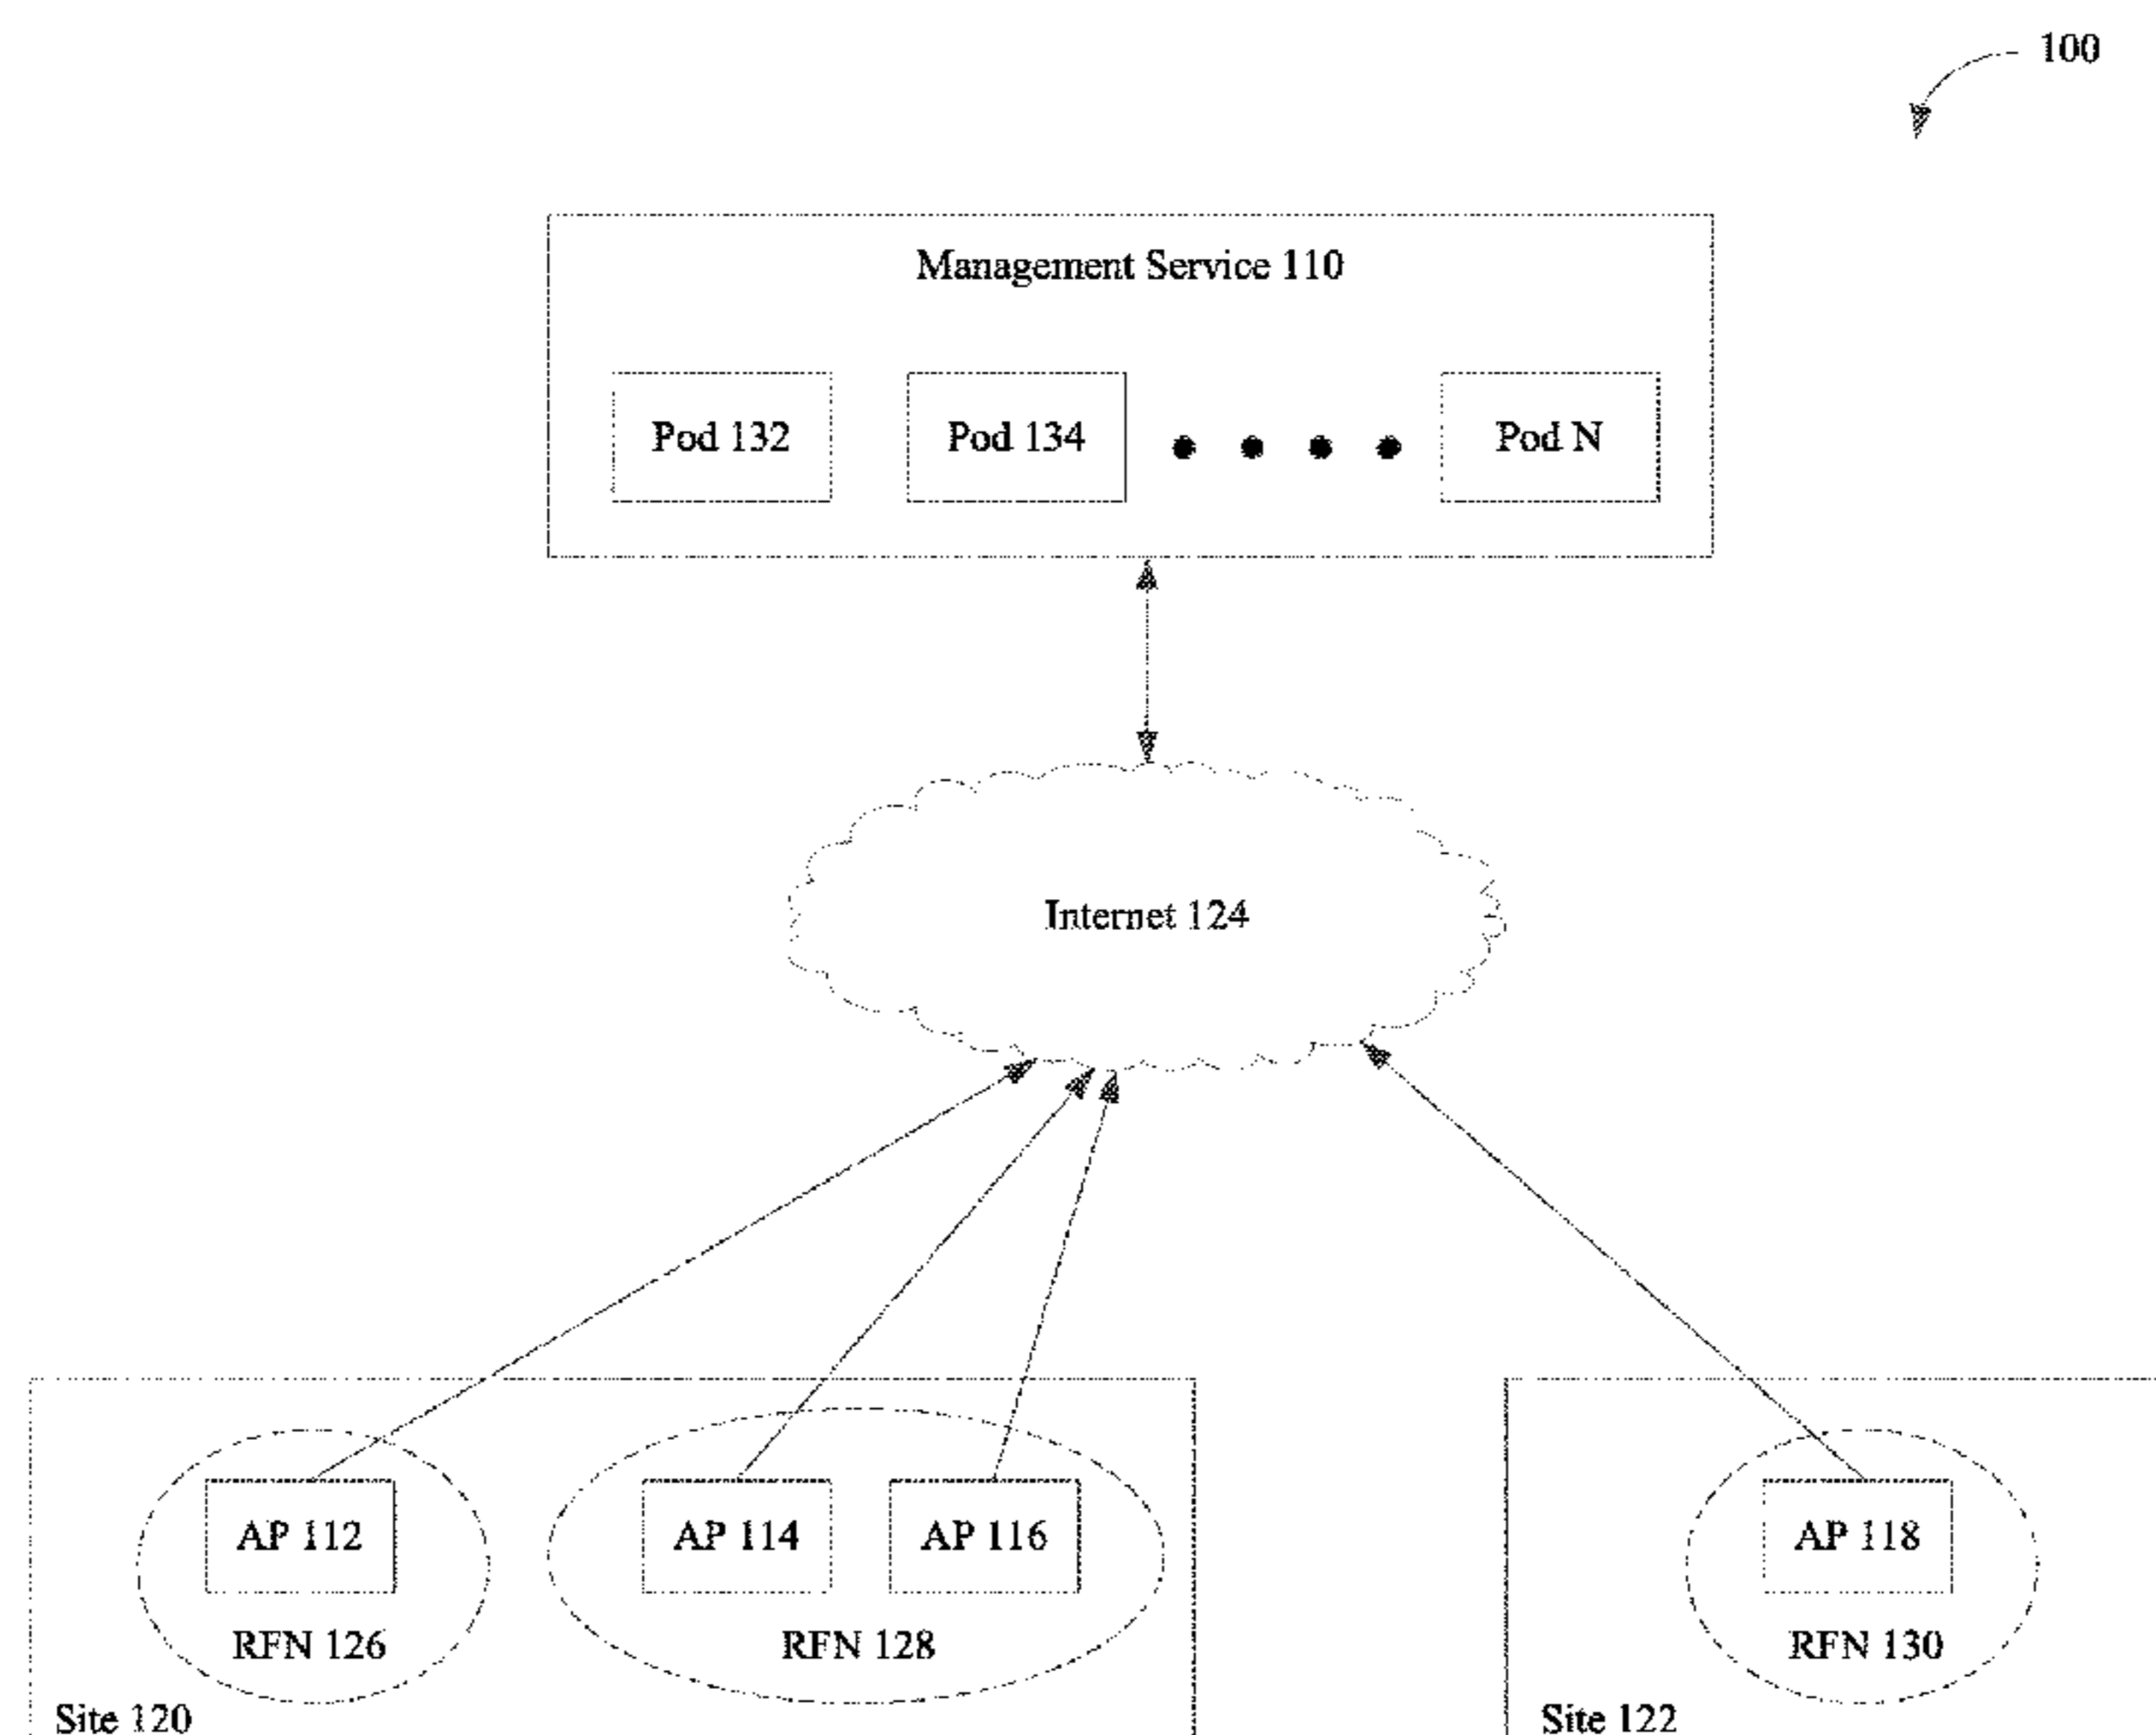 100
Management Service 110
Pod 132
Pod 134
Pod N
Internet 124
AP 112
AP 114
AP 116
AP 118
RFN 126
RFN 128
RFN 130
Site 120
Site 122